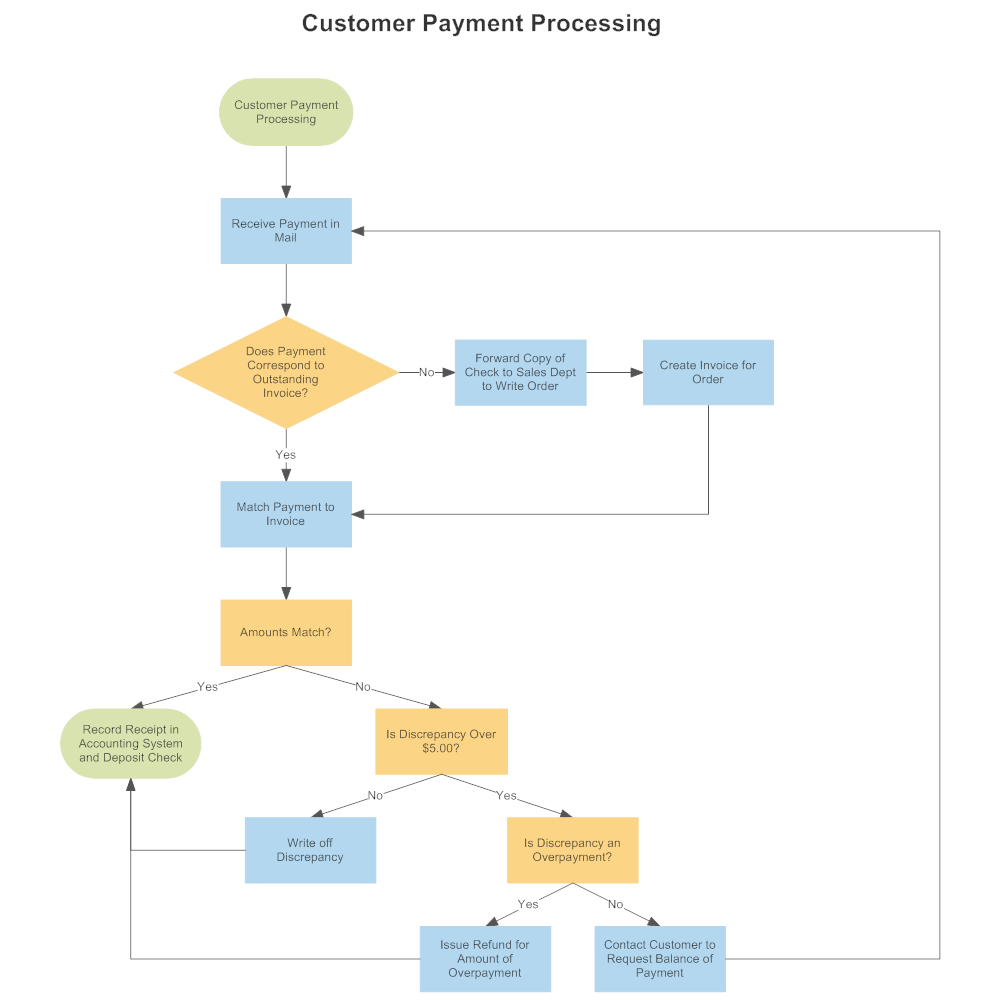 Customer Payment Processing
Customer Payment
Processing
Receive Payment in
Mail
Does Payment
Correspond to
Outstanding
Invoice?
No
Forward Copy of
Check to Sales Dept
to Write Order
Create Invoice for
Order
Yes
Match Payment to
Invoice
Amounts Match?
Yes
No
Record Receipt in
Accounting System
and Deposit Check
Is Discrepancy Over
$5.00?
No
Yes
Write off
Discrepancy
Is Discrepancy an
Overpayment?
Yes
No
Issue Refund for
Amount of
Overpayment
Contact Customer to
Request Balance of
Payment